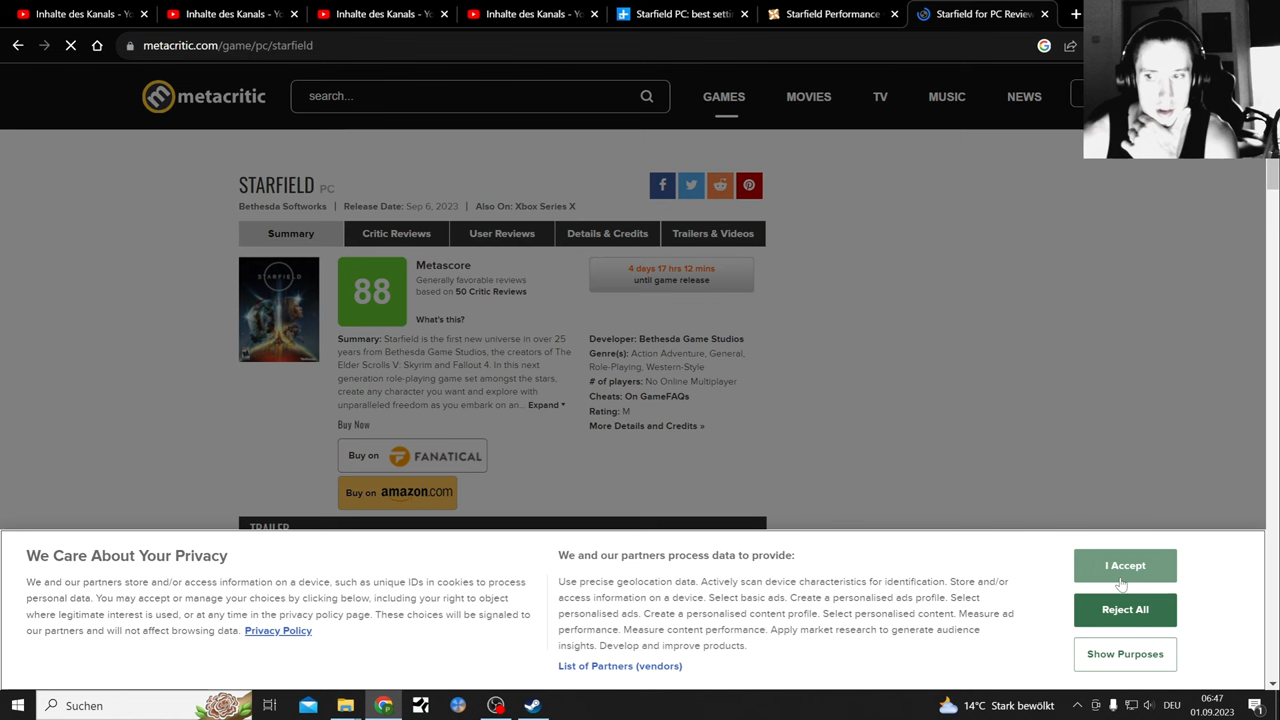 Inhalte des Kanals - Yo
Inhalte des Kanals - Yo
Inhalte des Kanals - Yo
Inhalte des Kanals - Yo
Starfield PC: best setti
Starfield Performance
Starfield for PC Review
metacritic.com/game/pc/starfield
metacritic
search...
GAMES
MOVIES
TV
MUSIC
NEWS
STARFIELD PC
Bethesda Softworks | Release Date: Sep 6, 2023 | Also On: Xbox Series X
Summary
Critic Reviews
User Reviews
Details & Credits
Trailers & Videos
88
Metascore
Generally favorable reviews
based on 50 Critic Reviews
What's this?
Summary: Starfield is the first new universe in over 25
years from Bethesda Game Studios, the creators of The
Elder Scrolls V: Skyrim and Fallout 4. In this next
generation role-playing game set amongst the stars,
create any character you want and explore with
unparalleled freedom as you embark on an... Expand
Buy Now
Buy on FANATICAL
Buy on amazon.com
4 days 17 hrs 12 mins
until game release
Developer: Bethesda Game Studios
Genre(s): Action Adventure, General,
Role-Playing, Western-Style
# of players: No Online Multiplayer
Cheats: On GameFAQs
Rating: M
More Details and Credits »
TRAILER
We Care About Your Privacy
We and our partners store and/or access information on a device, such as unique IDs in cookies to process
personal data. You may accept or manage your choices by clicking below, including your right to object
where legitimate interest is used, or at any time in the privacy policy page. These choices will be signaled to
our partners and will not affect browsing data. Privacy Policy
We and our partners process data to provide:
Use precise geolocation data. Actively scan device characteristics for identification. Store and/or
access information on a device. Select basic ads. Create a personalised ads profile. Select
personalised ads. Create a personalised content profile. Select personalised content. Measure ad
performance. Measure content performance. Apply market research to generate audience
insights. Develop and improve products.
List of Partners (vendors)
I Accept
Reject All
Show Purposes
Suchen
14°C Stark bewölkt
DEU
06:47
01.09.2023